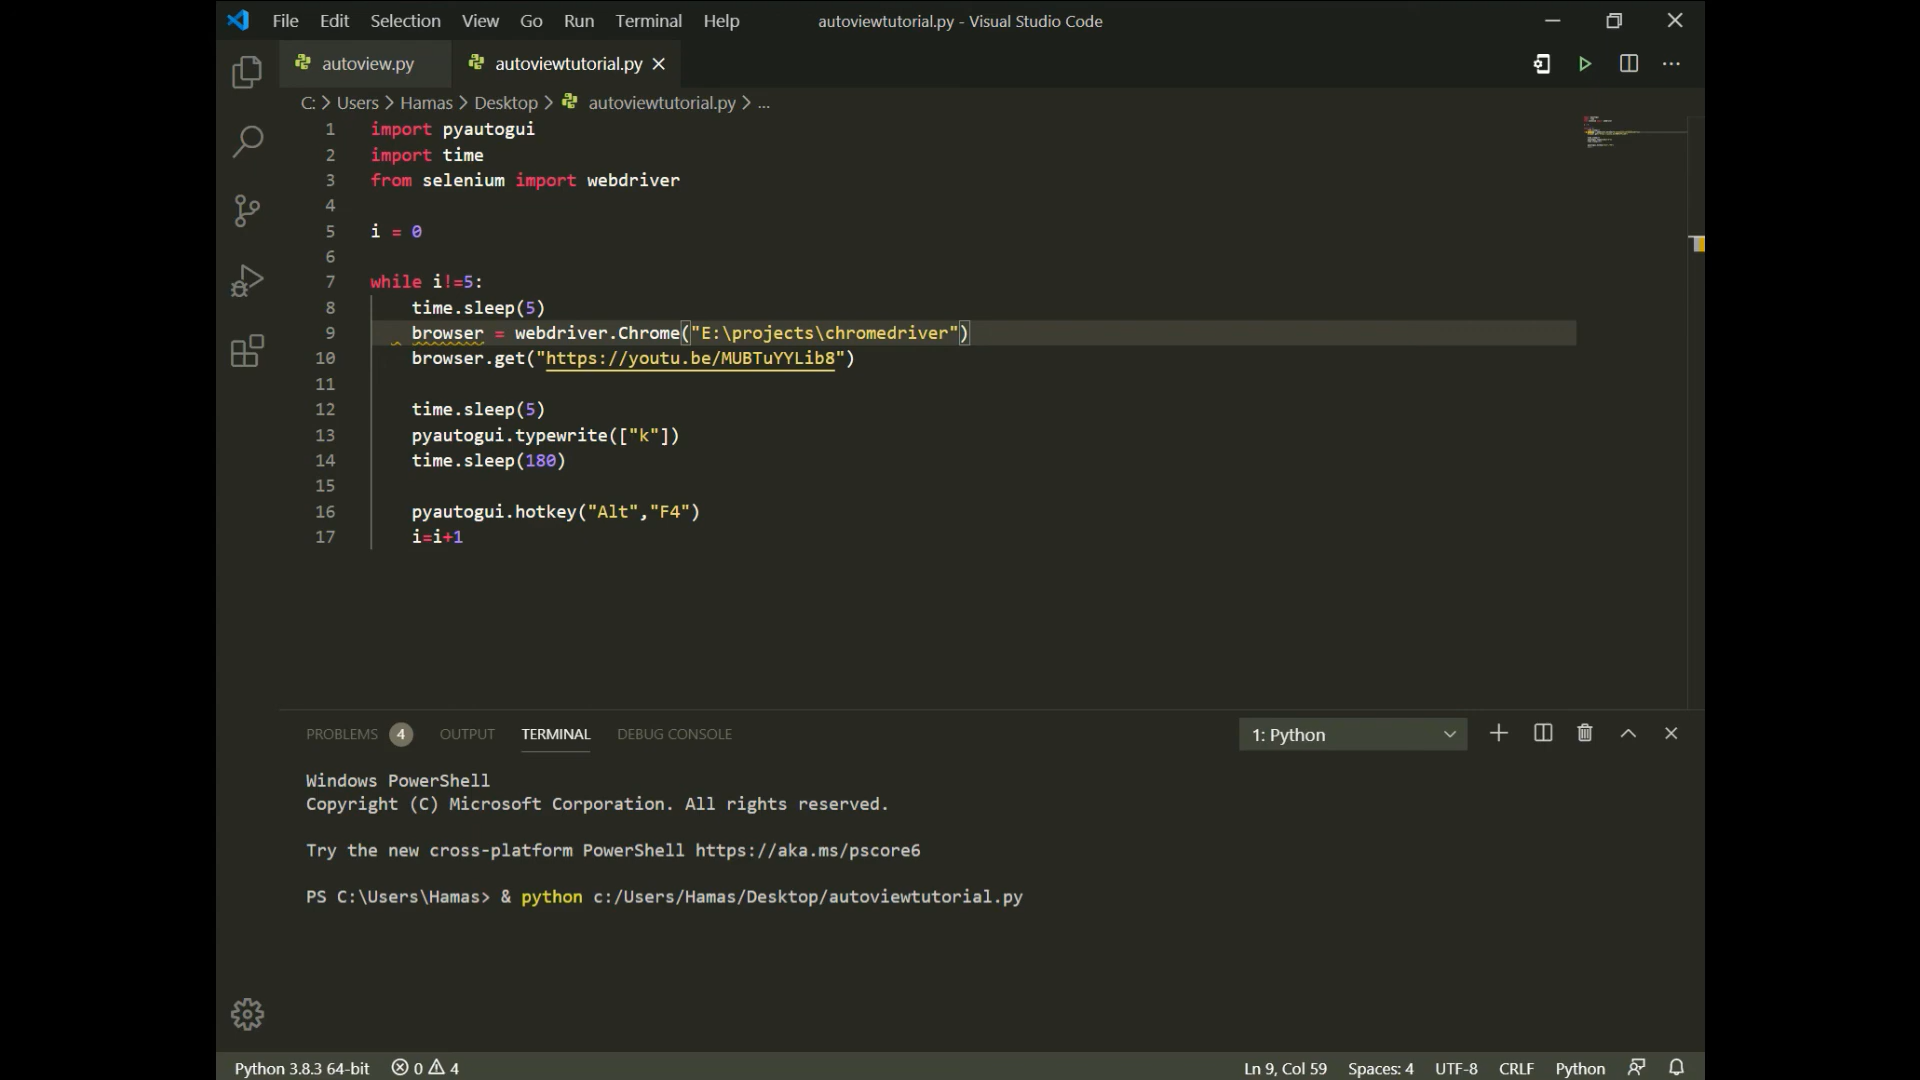 File Edit Selection View Go Run Terminal Help autoviewtutorial.py - Visual Studio Code
autoview.py autoviewtutorial.py
C: > Users > Hamas > Desktop > autoviewtutorial.py > ...
1 import pyautogui
2 import time
3 from selenium import webdriver
4
5 i = 0
6
7 while i!=5:
8 time.sleep(5)
9 browser = webdriver.Chrome("E:\projects\chromedriver")
10 browser.get("https://youtu.be/MUBTuYYLib8")
11
12 time.sleep(5)
13 pyautogui.typewrite(["k"])
14 time.sleep(180)
15
16 pyautogui.hotkey("Alt","F4")
17 i=i+1
PROBLEMS 4 OUTPUT TERMINAL DEBUG CONSOLE 1: Python
Windows PowerShell
Copyright (C) Microsoft Corporation. All rights reserved.
Try the new cross-platform PowerShell https://aka.ms/pscore6
PS C:\Users\Hamas> & python c:/Users/Hamas/Desktop/autoviewtutorial.py
Python 3.8.3 64-bit 0 4 Ln 9, Col 59 Spaces: 4 UTF-8 CRLF Python